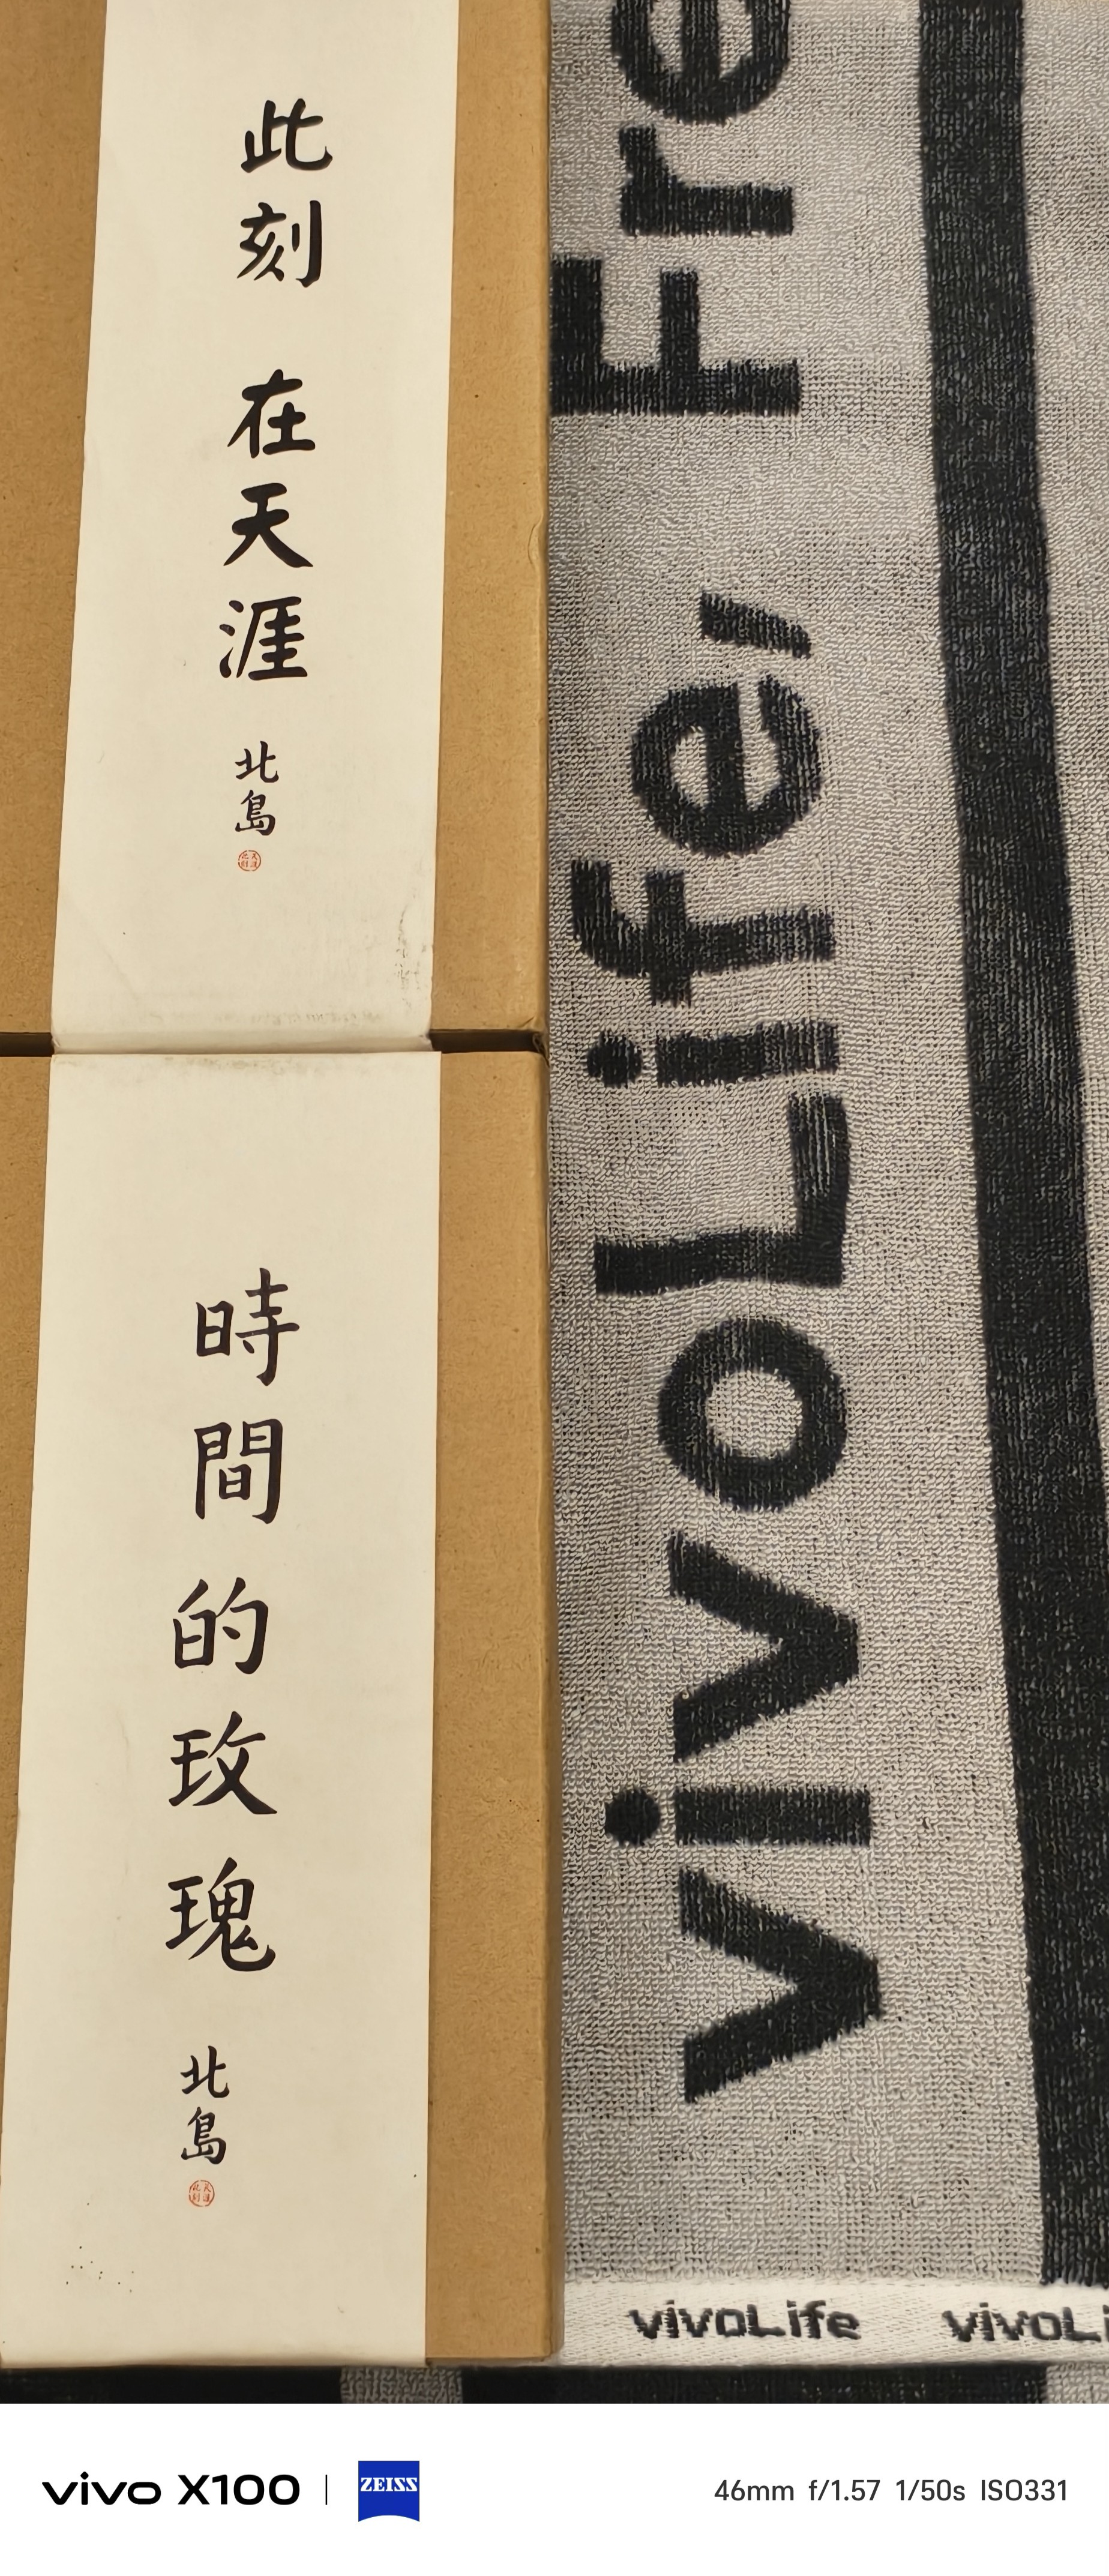 此刻 在天涯
北島
時間的玫瑰
北島
vivoLife, Fre
vivoLife vivoLi
vivo X100 | ZEISS 46mm f/1.57 1/50s ISO331